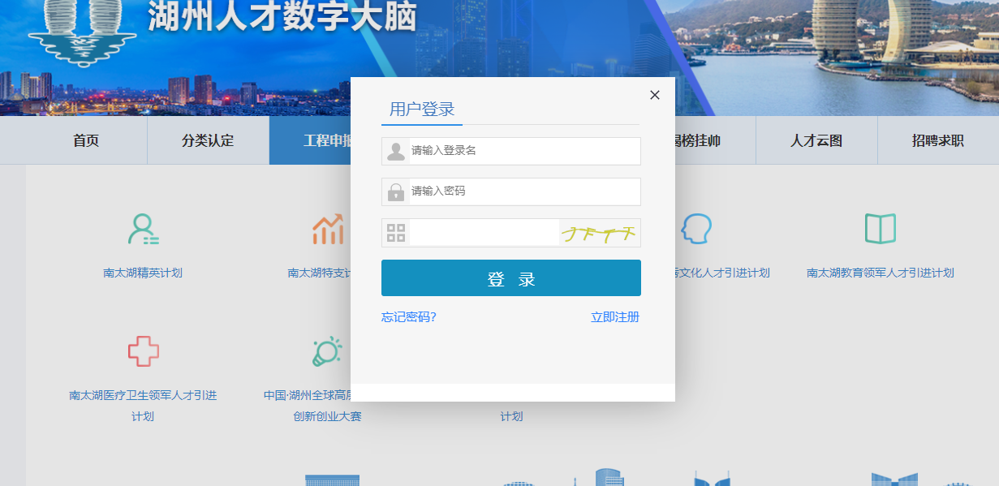 湖州人才数字大脑
用户登录
首页
分类认定
工程申报
榜挂帅
人才云图
招聘求职
请输入登录名
请输入密码
登 录
忘记密码?
立即注册
南太湖精英计划
南太湖特支计
文化人才引进计划
南太湖教育领军人才引进计划
南太湖医疗卫生领军人才引进
计划
中国·湖州全球高层
创新创业大赛
计划